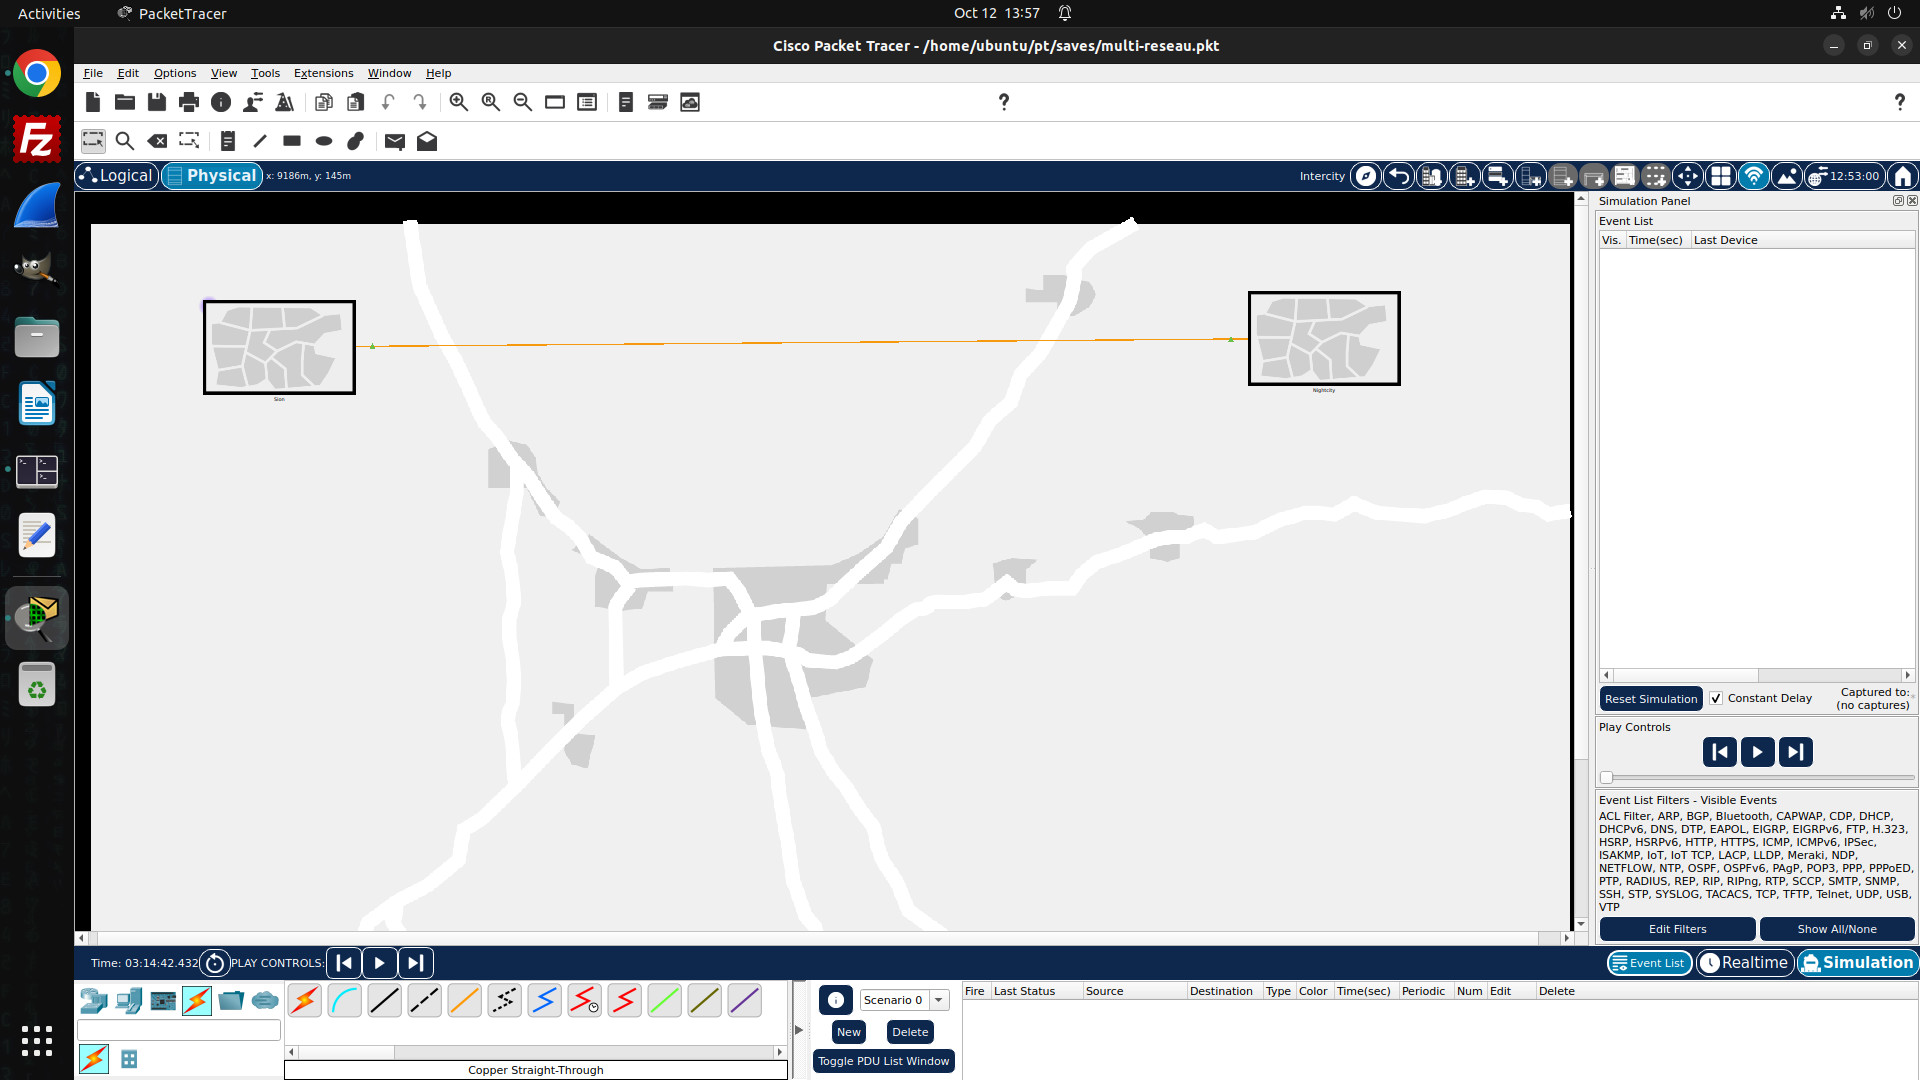 Activities
PacketTracer
Oct 12 13:57
Cisco Packet Tracer - /home/ubuntu/pt/saves/multi-reseau.pkt
File Edit Options View Tools Extensions Window Help
Logical
Physical
x: 9186m, y: 145m
Intercity
12:53:00
Sion
Nightcity
Simulation Panel
Event List
Vis. Time(sec) Last Device
Reset Simulation
Constant Delay
Captured to:
(no captures)
Play Controls
Event List Filters - Visible Events
ACL Filter, ARP, BGP, Bluetooth, CAPWAP, CDP, DHCP,
DHCPv6, DNS, DTP, EAPOL, EIGRP, EIGRPv6, FTP, H.323,
HSRP, HSRPv6, HTTP, HTTPS, ICMP, ICMPv6, IPSec,
ISAKMP, IoT, IoT TCP, LACP, LLDP, Meraki, NDP,
NETFLOW, NTP, OSPF, OSPFv6, PAgP, POP3, PPP, PPPoED,
PTP, RADIUS, REP, RIP, RIPng, RTP, SCCP, SMTP, SNMP,
SSH, STP, SYSLOG, TACACS, TCP, TFTP, Telnet, UDP, USB,
VTP
Edit Filters
Show All/None
Time: 03:14:42.432
PLAY CONTROLS:
Event List
Realtime
Simulation
Scenario 0
New
Delete
Toggle PDU List Window
Fire Last Status Source Destination Type Color Time(sec) Periodic Num Edit Delete
Copper Straight-Through